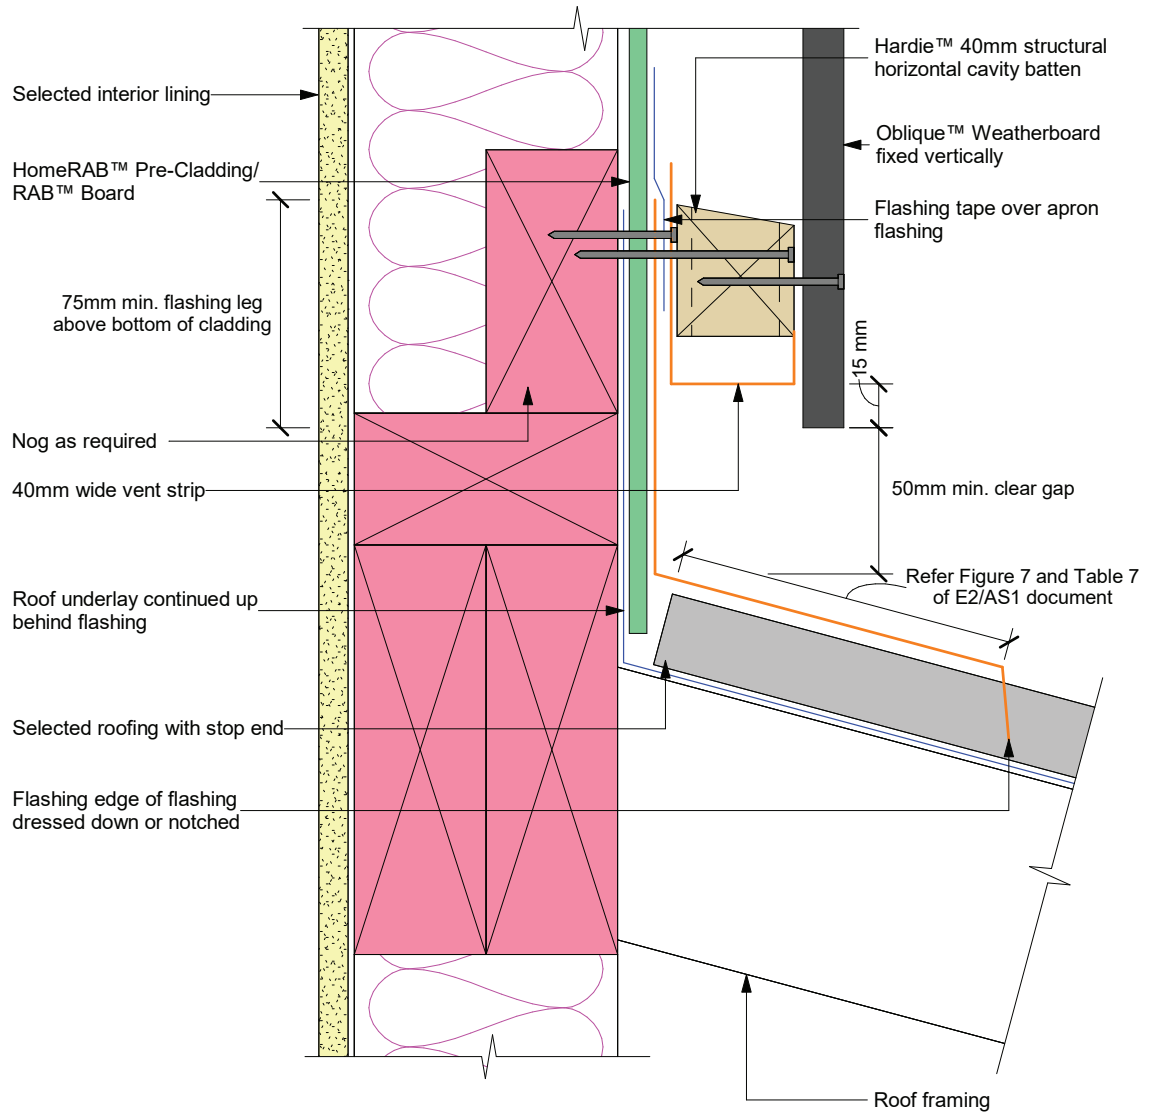 Hardie™ 40mm structural
horizontal cavity batten
Selected interior lining
Oblique™ Weatherboard
fixed vertically
HomeRAB™ Pre-Cladding/
RAB™ Board
Flashing tape over apron
flashing
75mm min. flashing leg
above bottom of cladding
15 mm
Nog as required
40mm wide vent strip
50mm min. clear gap
Refer Figure 7 and Table 7
of E2/AS1 document
Roof underlay continued up
behind flashing
Selected roofing with stop end
Flashing edge of flashing
dressed down or notched
Roof framing